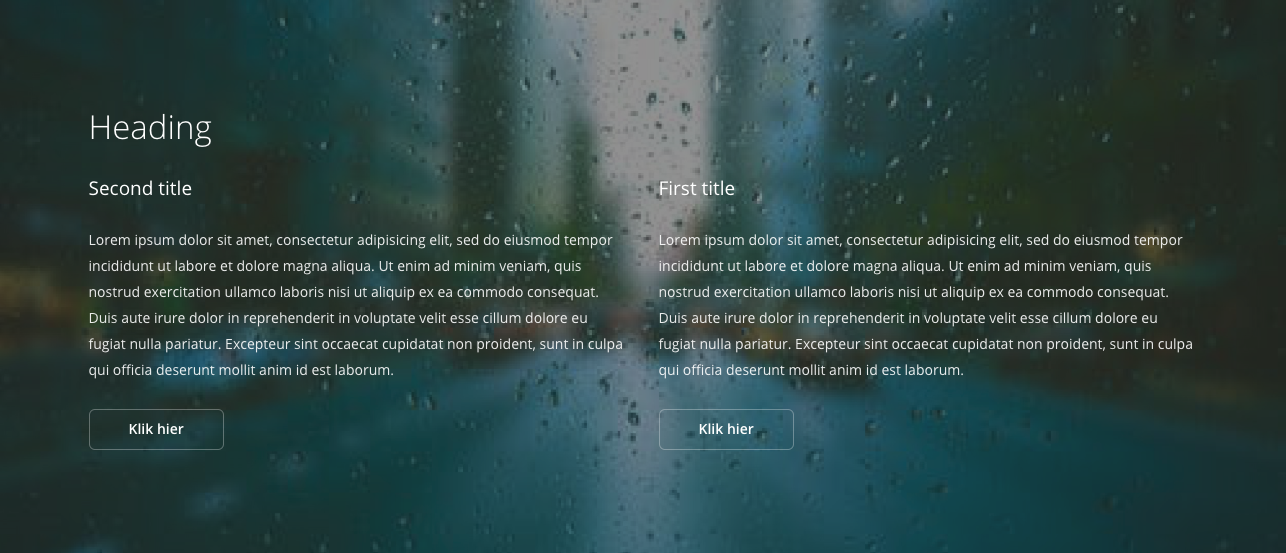 Heading
Second title
Lorem ipsum dolor sit amet, consectetur adipisicing elit, sed do eiusmod tempor
incididunt ut labore et dolore magna aliqua. Ut enim ad minim veniam, quis
nostrud exercitation ullamco laboris nisi ut aliquip ex ea commodo consequat.
Duis aute irure dolor in reprehenderit in voluptate velit esse cillum dolore eu
fugiat nulla pariatur. Excepteur sint occaecat cupidatat non proident, sunt in culpa
qui officia deserunt mollit anim id est laborum.
Klik hier
First title
Lorem ipsum dolor sit amet, consectetur adipisicing elit, sed do eiusmod tempor
incididunt ut labore et dolore magna aliqua. Ut enim ad minim veniam, quis
nostrud exercitation ullamco laboris nisi ut aliquip ex ea commodo consequat.
Duis aute irure dolor in reprehenderit in voluptate velit esse cillum dolore eu
fugiat nulla pariatur. Excepteur sint occaecat cupidatat non proident, sunt in culpa
qui officia deserunt mollit anim id est laborum.
Klik hier